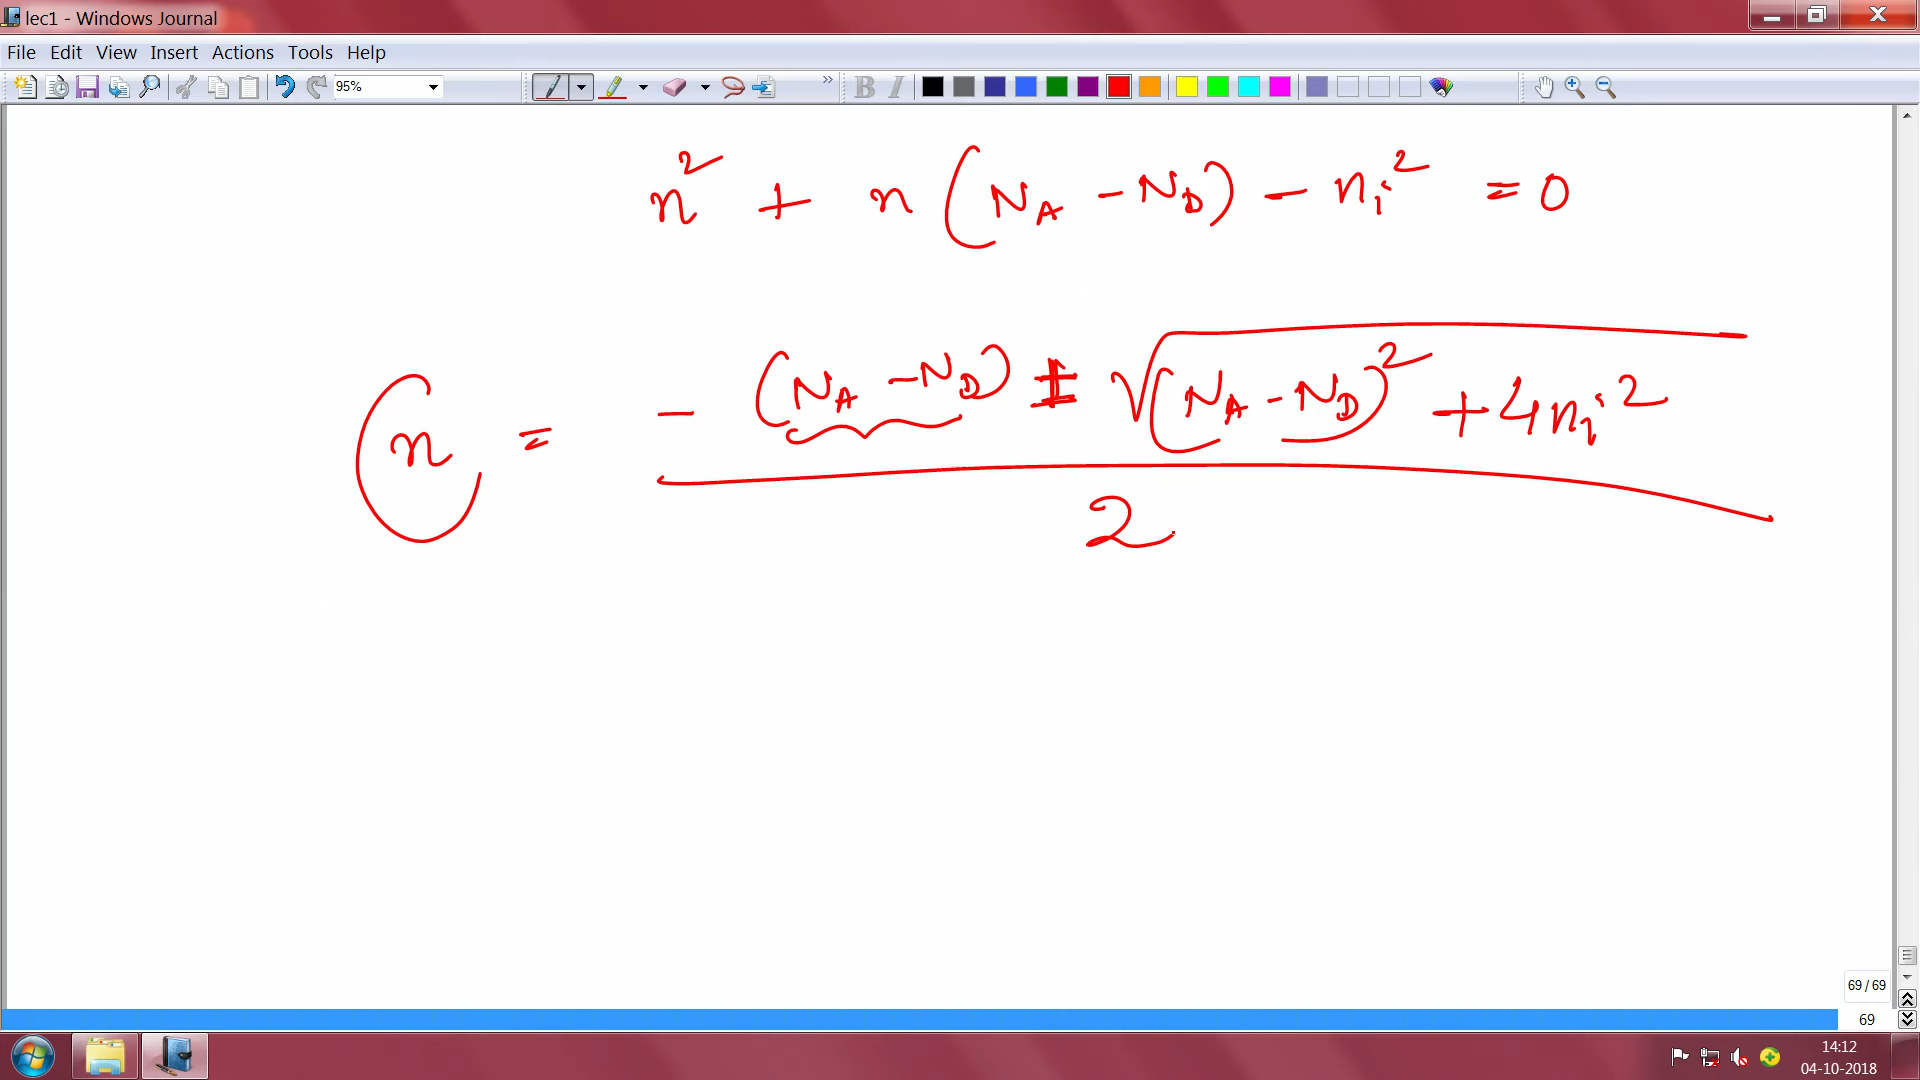 lec1 - Windows Journal
File Edit View Insert Actions Tools Help
95% » B I
n² + n (N_A - N_D) - n_i² = 0
n = - (N_A - N_D) ± √(N_A - N_D)² + 4n_i²
2
69 / 69
69
14:12
04-10-2018